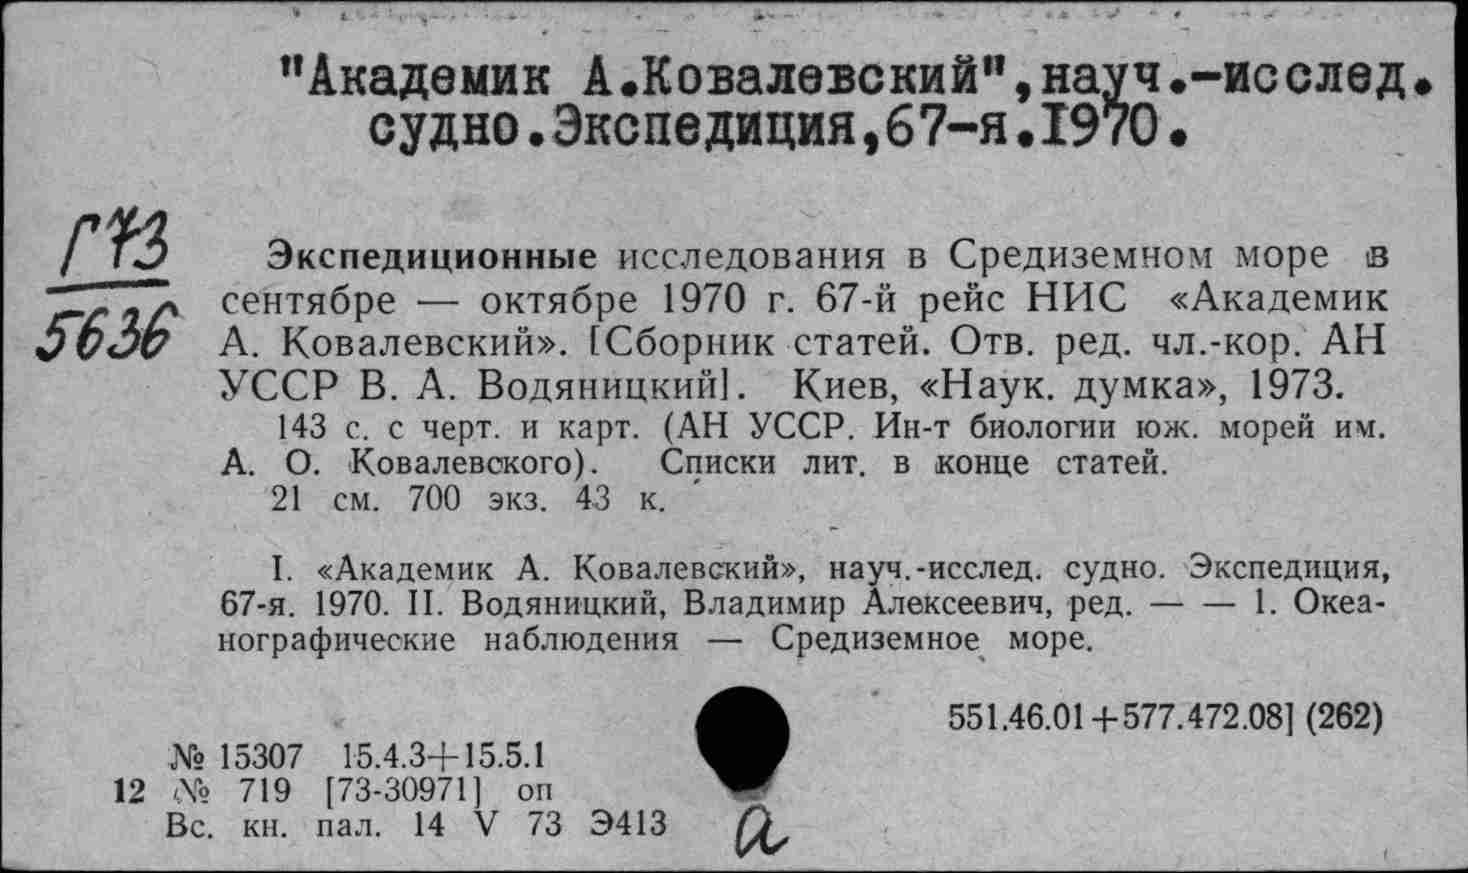 "Академик А.Ковалевский",науч.-исслед.
судно.Экспедиция,67-я.1970.
Г73
5636
Экспедиционные исследования в Средиземном море в
сентябре — октябре 1970 г. 67-й рейс НИС «Академик
А. Ковалевский». [Сборник статей. Отв. ред. чл.-кор. АН
УССР В. А. Водяницкий]. Киев, «Наук. думка», 1973.
143 с. с черт. и карт. (АН УССР. Ин-т биологии юж. морей им.
А. О. Ковалевского). Списки лит. в конце статей.
21 см. 700 экз. 43 к.
I. «Академик А. Ковалевский», науч.-исслед. судно. Экспедиция,
67-я. 1970. II. Водяницкий, Владимир Алексеевич, ред. — — 1. Океа-
нографические наблюдения — Средиземное море.
551.46.01+577.472.08] (262)
№ 15307 15.4.3+15.5.1
12 № 719 [73-30971] оп
Вс. кн. пал. 14 V 73 Э413
а